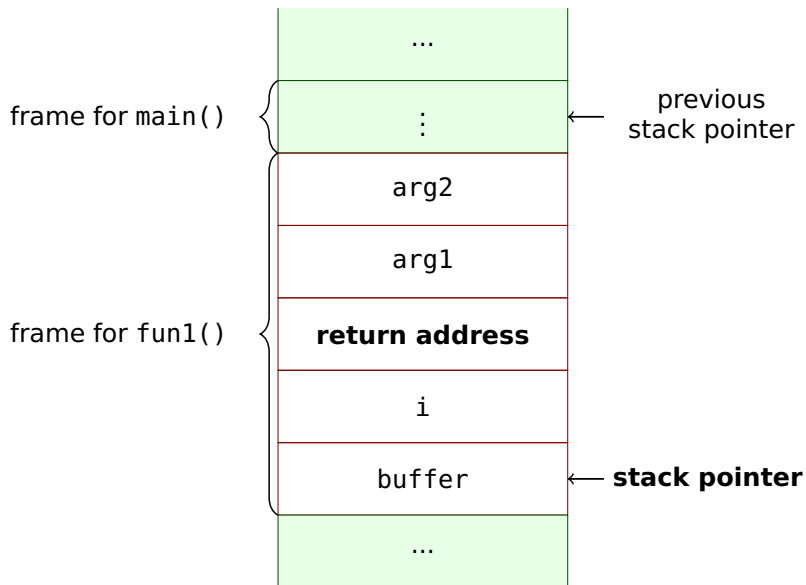 ...
frame for main()
⋮
previous
stack pointer
arg2
arg1
frame for fun1()
return address
i
buffer
stack pointer
...